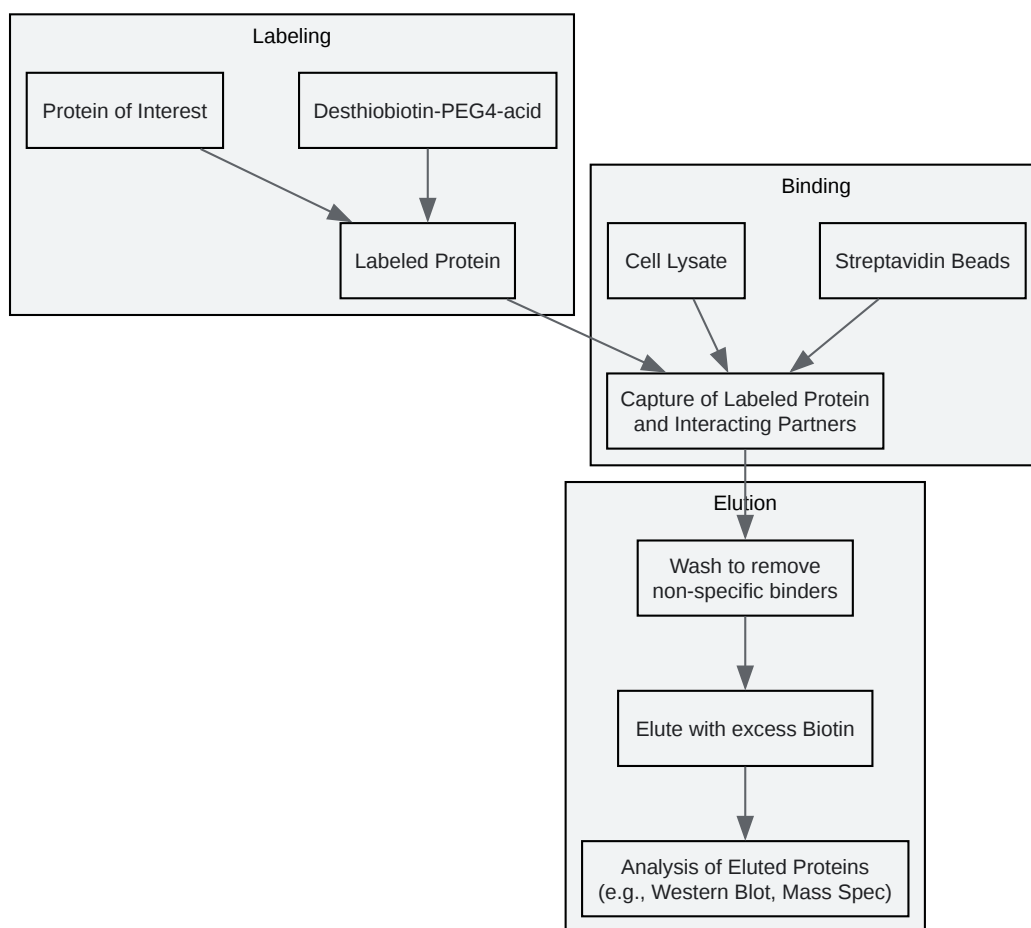 Labeling
Protein of Interest
Desthiobiotin-PEG4-acid
Labeled Protein
Binding
Cell Lysate
Streptavidin Beads
Capture of Labeled Protein
and Interacting Partners
Elution
Wash to remove
non-specific binders
Elute with excess Biotin
Analysis of Eluted Proteins
(e.g., Western Blot, Mass Spec)